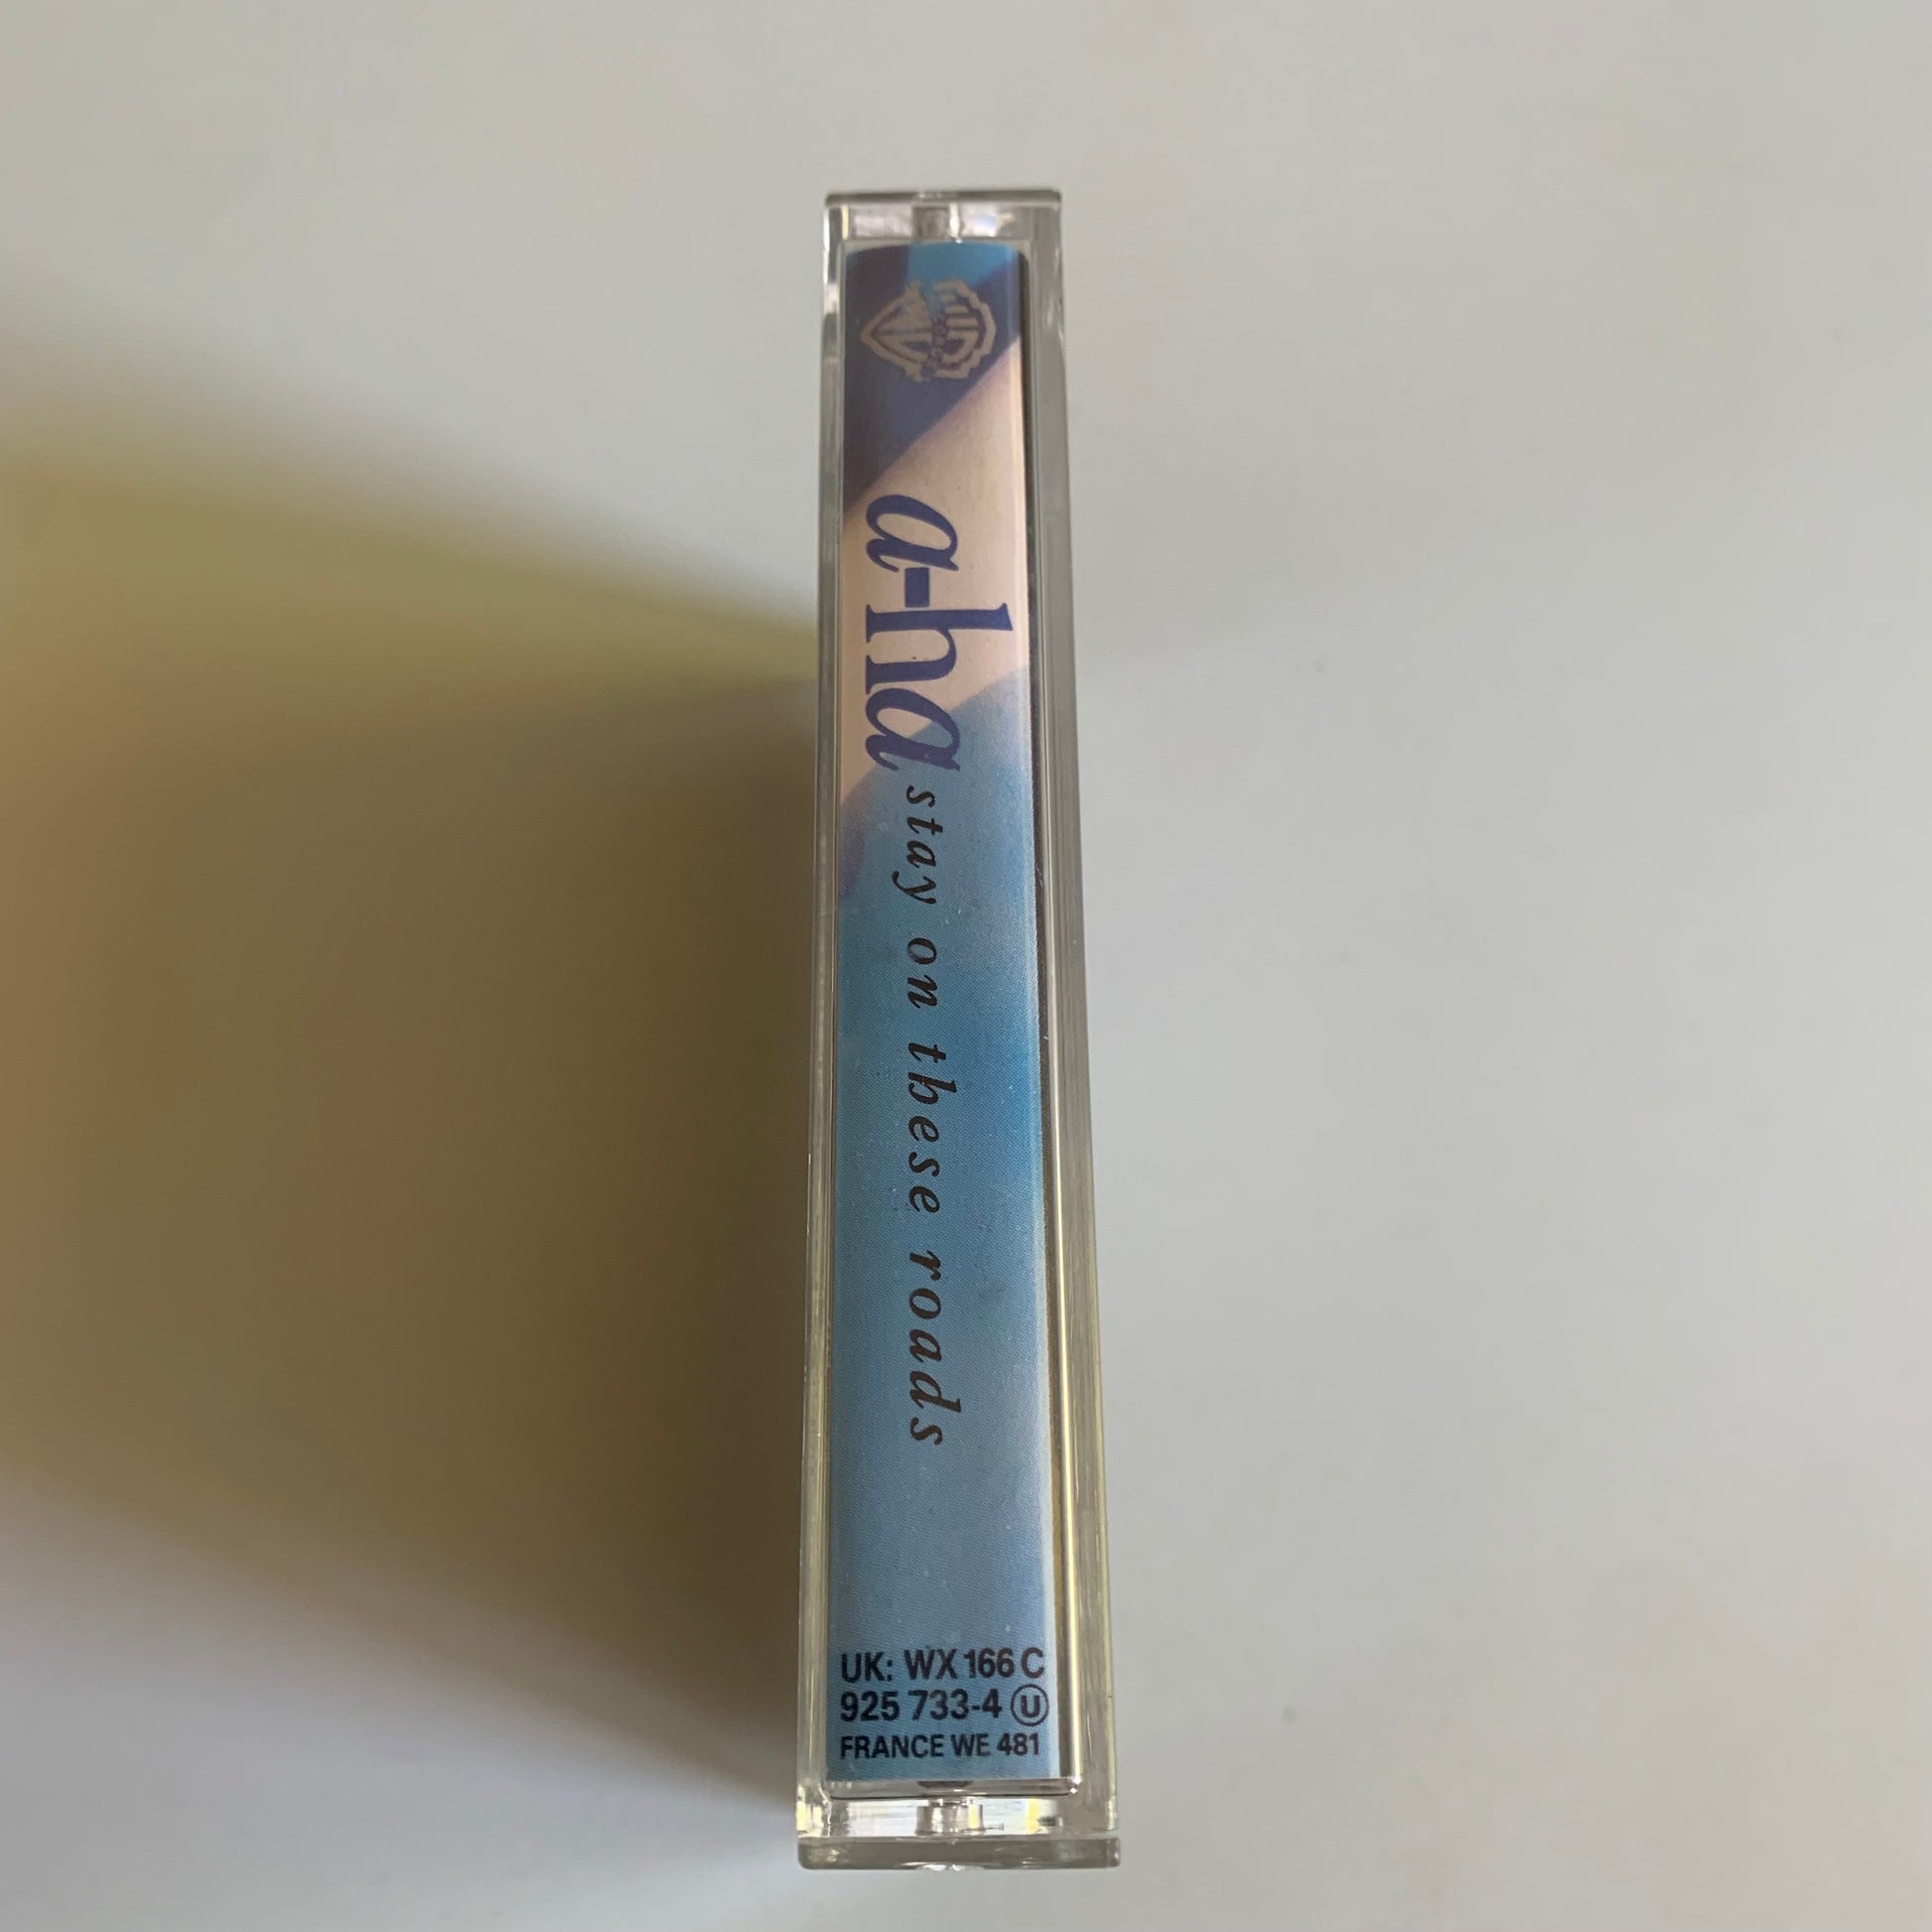 a-ha stay on these roads
UK: WX 166 C
925 733-4 Ⓤ
FRANCE WE 481